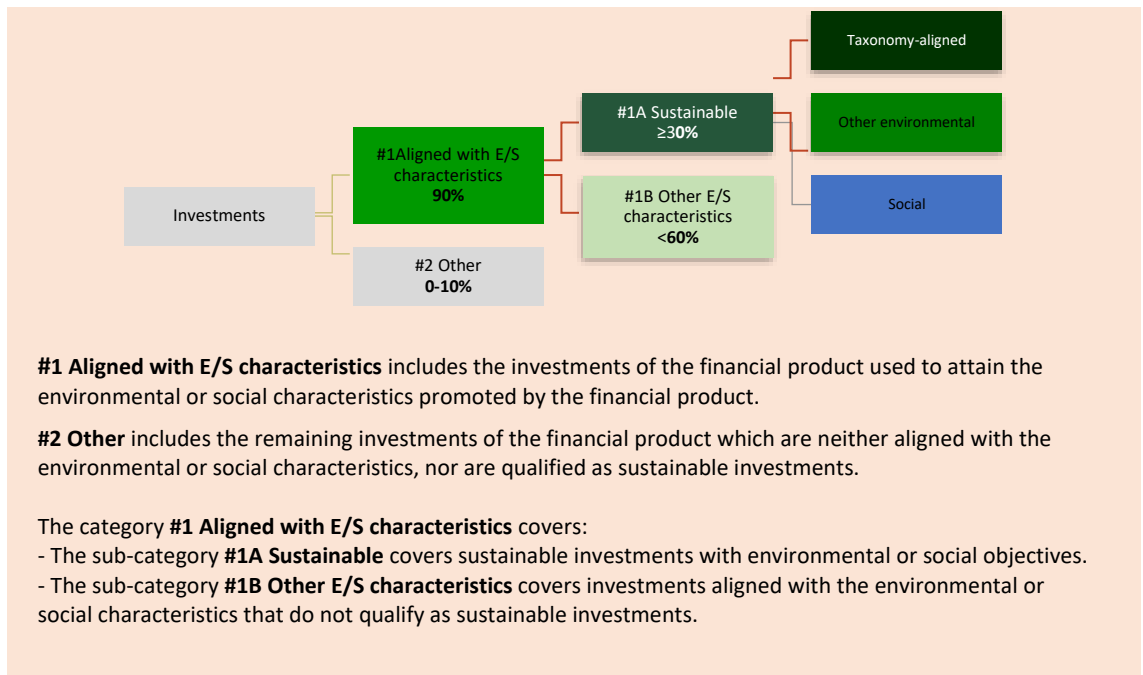 Taxonomy-aligned
#1A Sustainable
≥30%
Other environmental
#1Aligned with E/S
characteristics
90%
#1B Other E/S
characteristics
<60%
Investments
Social
#2 Other
0-10%
#1 Aligned with E/S characteristics includes the investments of the financial product used to attain the
environmental or social characteristics promoted by the financial product.
#2 Other includes the remaining investments of the financial product which are neither aligned with the
environmental or social characteristics, nor are qualified as sustainable investments.
The category #1 Aligned with E/S characteristics covers:
- The sub-category #1A Sustainable covers sustainable investments with environmental or social objectives.
- The sub-category #1B Other E/S characteristics covers investments aligned with the environmental or
social characteristics that do not qualify as sustainable investments.